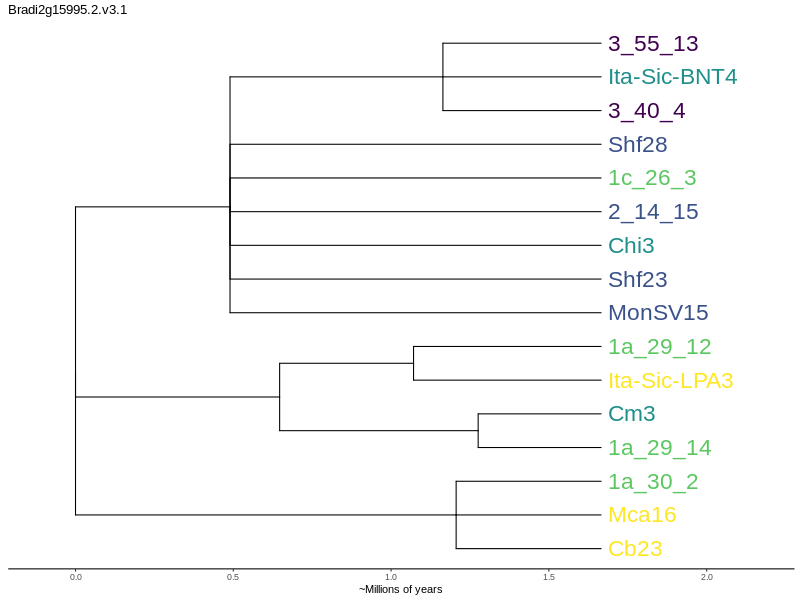 Bradi2g15995.2.v3.1
3_55_13
Ita-Sic-BNT4
3_40_4
Shf28
1c_26_3
2_14_15
Chi3
Shf23
MonSV15
1a_29_12
Ita-Sic-LPA3
Cm3
1a_29_14
1a_30_2
Mca16
Cb23
0.0 0.5 1.0 1.5 2.0
~Millions of years